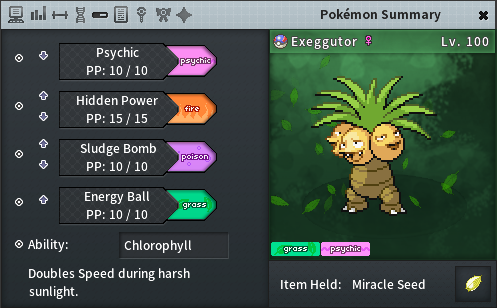 Pokémon Summary
Psychic
PP: 10 / 10
psychic
Hidden Power
PP: 15 / 15
fire
Sludge Bomb
PP: 10 / 10
poison
Energy Ball
PP: 10 / 10
grass
Ability:
Chlorophyll
Doubles Speed during harsh
sunlight.
Exeggutor ♀
Lv. 100
grass
psychic
Item Held: Miracle Seed